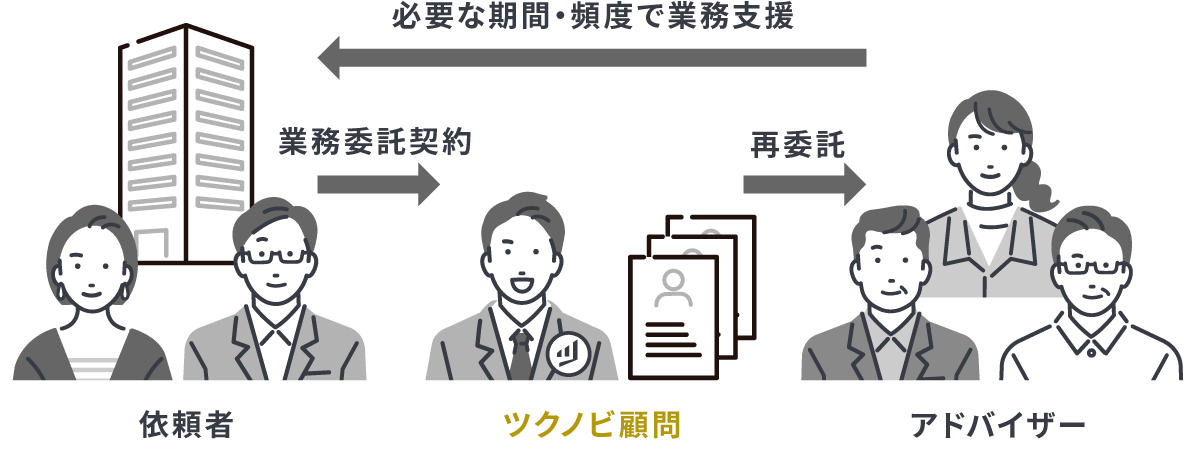 必要な期間・頻度で業務支援
業務委託契約
再委託
依頼者
ツクノビ顧問
アドバイザー